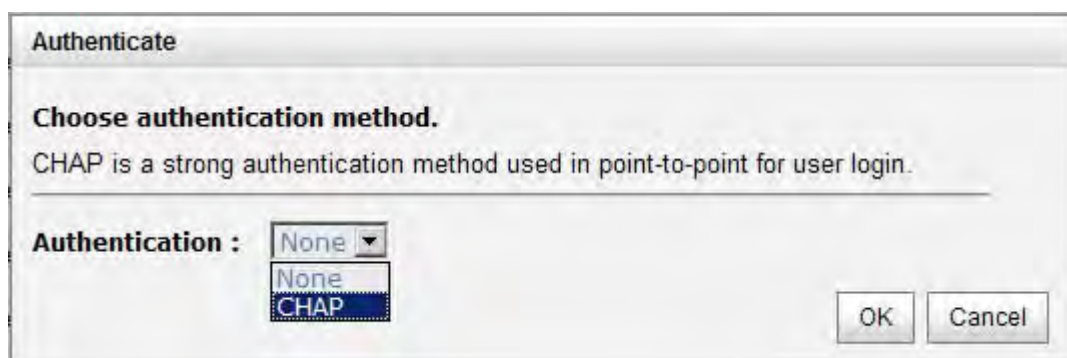 Authenticate
Choose authentication method.
CHAP is a strong authentication method used in point-to-point for user login.
Authentication : None
None
CHAP
OK Cancel